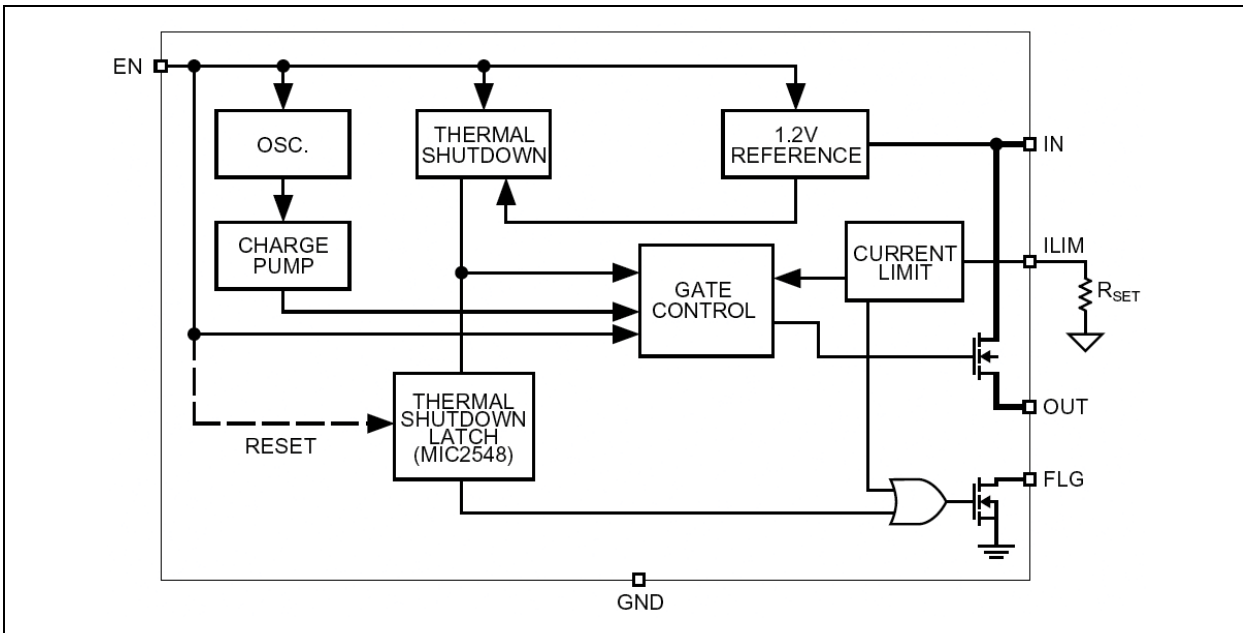 EN
OSC.
THERMAL
SHUTDOWN
1.2V
REFERENCE
IN
CHARGE
PUMP
GATE
CONTROL
CURRENT
LIMIT
ILIM
RSET
THERMAL
SHUTDOWN
LATCH
(MIC2548)
RESET
OUT
FLG
GND